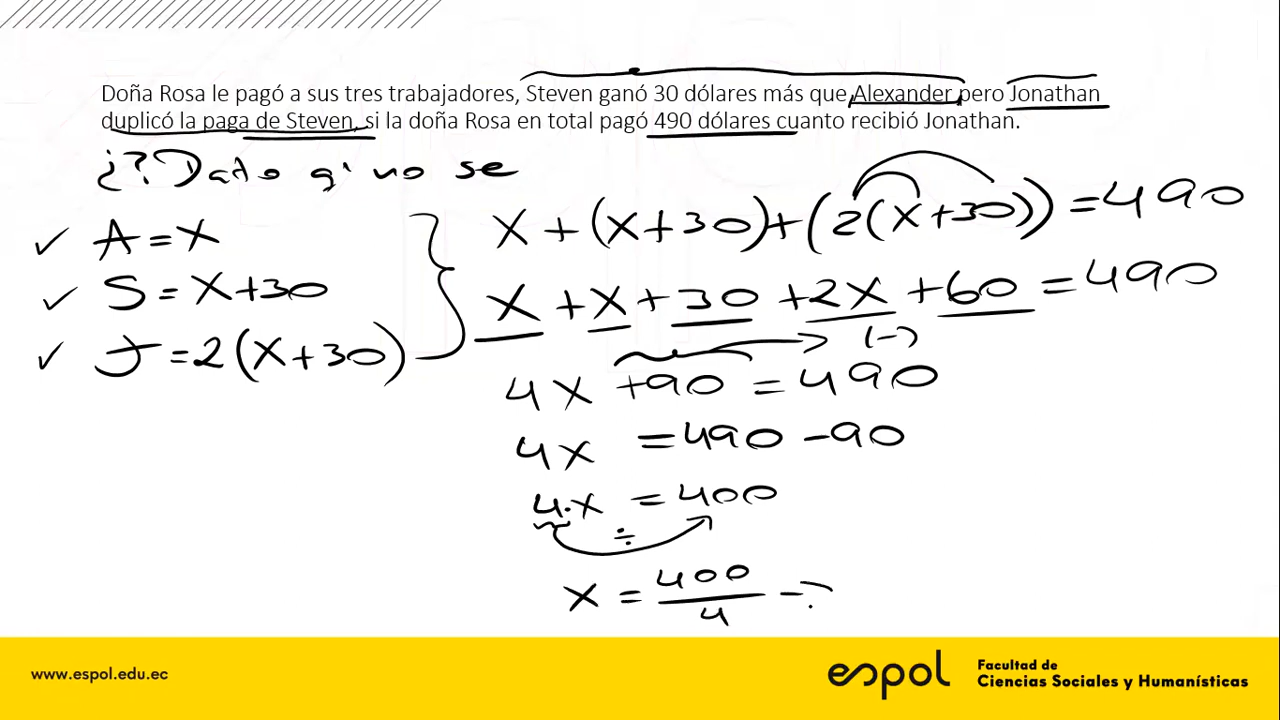 Doña Rosa le pagó a sus tres trabajadores, Steven ganó 30 dólares más que Alexander pero Jonathan
duplicó la paga de Steven, si la doña Rosa en total pagó 490 dólares cuanto recibió Jonathan.
¿? Dato q' no se
✓ A = x
✓ S = x+30
✓ J = 2(x+30)
x + (x+30) + (2(x+30)) = 490
x + x + 30 + 2x + 60 = 490
(-)
4x +90 = 490
4x = 490 - 90
4.x = 400
÷
x = 400/4
www.espol.edu.ec
espol
Facultad de
Ciencias Sociales y Humanísticas